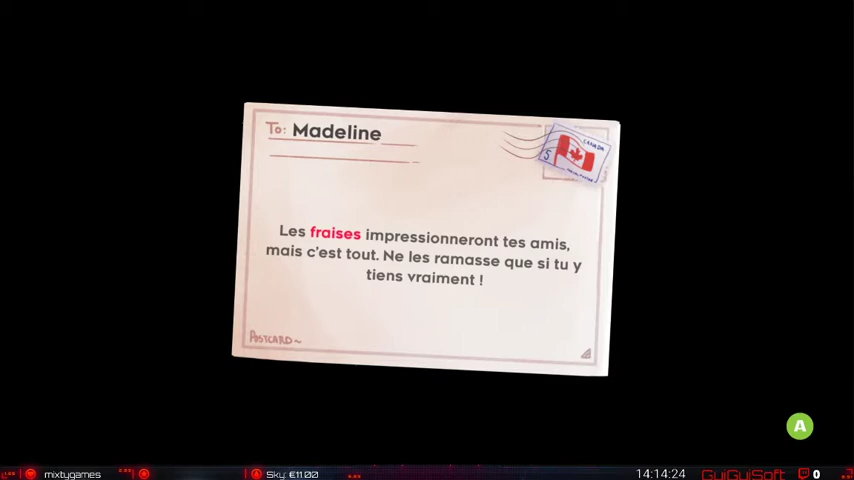 To: Madeline
CANADA
Les fraises impressionneront tes amis,
mais c'est tout. Ne les ramasse que si tu y
tiens vraiment !
POSTCARD~
A
mixtygames
Sky: €11.00
14:14:24
GuiGuiSoft
0